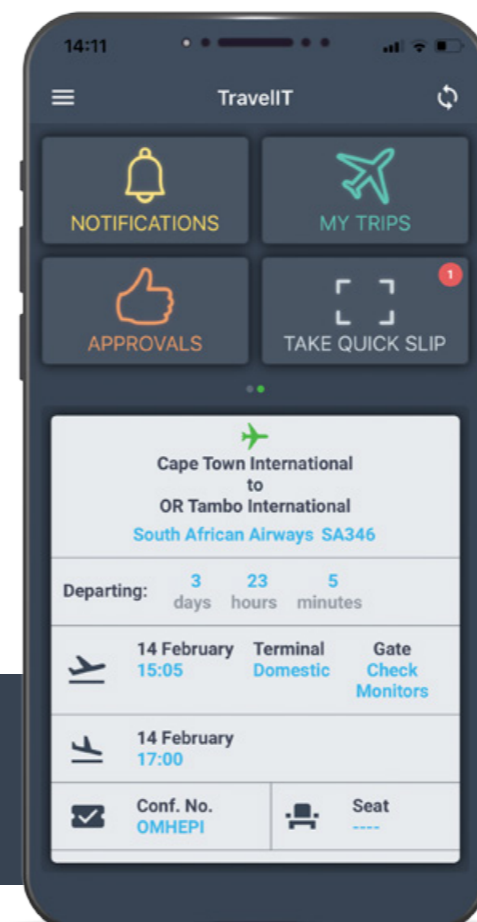 14:11
TravelIT
NOTIFICATIONS
MY TRIPS
APPROVALS
1
TAKE QUICK SLIP
Cape Town International
to
OR Tambo International
South African Airways SA346
Departing: 3 days 23 hours 5 minutes
14 February Terminal Gate
15:05 Domestic Check
Monitors
14 February
17:00
Conf. No. Seat
OMHEPI ----